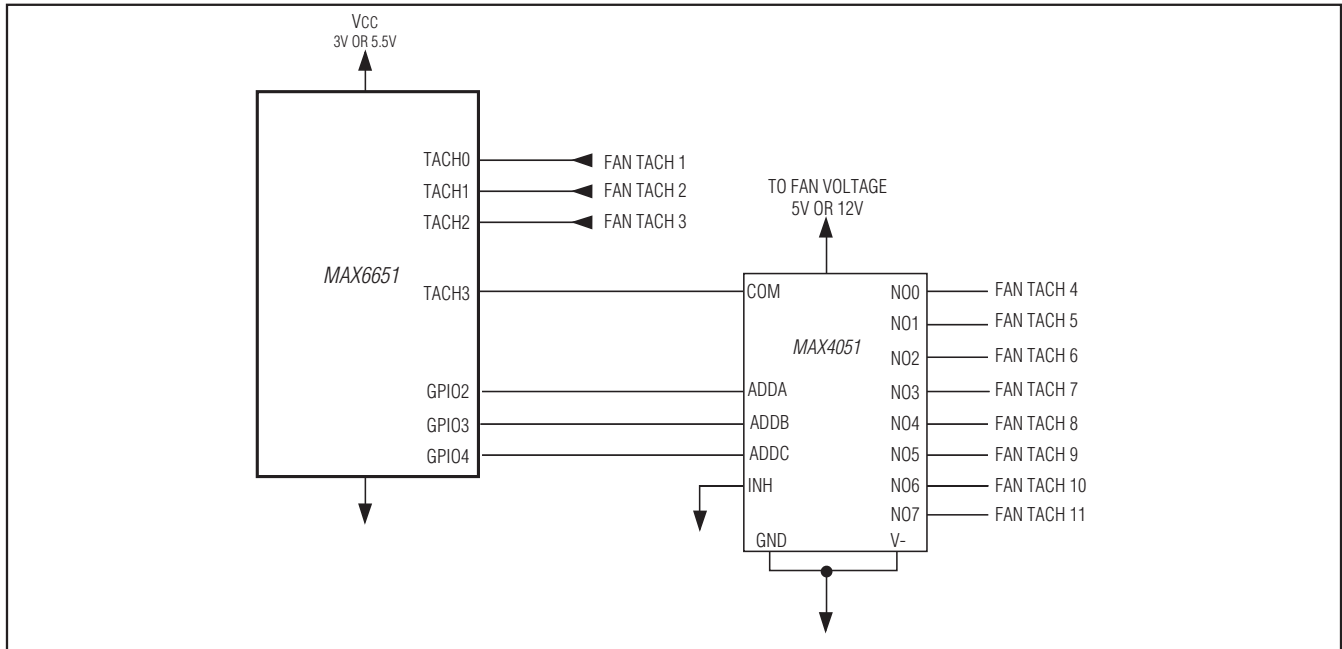 VCC
3V OR 5.5V
TACH0
FAN TACH 1
TACH1
FAN TACH 2
TACH2
FAN TACH 3
MAX6651
TACH3
GPIO2
GPIO3
GPIO4
TO FAN VOLTAGE
5V OR 12V
COM
NO0
FAN TACH 4
NO1
FAN TACH 5
MAX4051
NO2
FAN TACH 6
ADDA
NO3
FAN TACH 7
ADDB
NO4
FAN TACH 8
ADDC
NO5
FAN TACH 9
INH
NO6
FAN TACH 10
NO7
FAN TACH 11
GND
V-